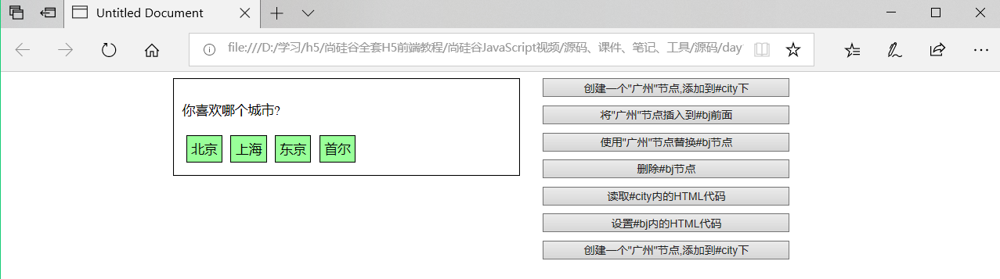 Untitled Document
file:///D:/学习/h5/尚硅谷全套H5前端教程/尚硅谷JavaScript视频/源码、课件、笔记、工具/源码/day
你喜欢哪个城市?
北京 上海 东京 首尔
创建一个"广州"节点,添加到#city下
将"广州"节点插入到#bj前面
使用"广州"节点替换#bj节点
删除#bj节点
读取#city内的HTML代码
设置#bj内的HTML代码
创建一个"广州"节点,添加到#city下